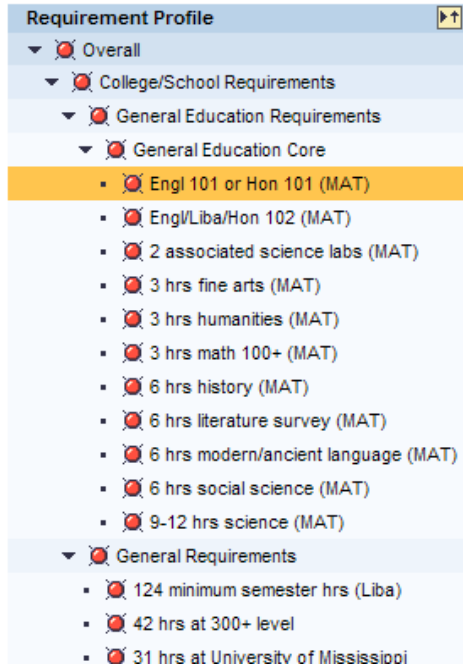 Requirement Profile
Overall
College/School Requirements
General Education Requirements
General Education Core
Engl 101 or Hon 101 (MAT)
Engl/Liba/Hon 102 (MAT)
2 associated science labs (MAT)
3 hrs fine arts (MAT)
3 hrs humanities (MAT)
3 hrs math 100+ (MAT)
6 hrs history (MAT)
6 hrs literature survey (MAT)
6 hrs modern/ancient language (MAT)
6 hrs social science (MAT)
9-12 hrs science (MAT)
General Requirements
124 minimum semester hrs (Liba)
42 hrs at 300+ level
31 hrs at University of Mississippi